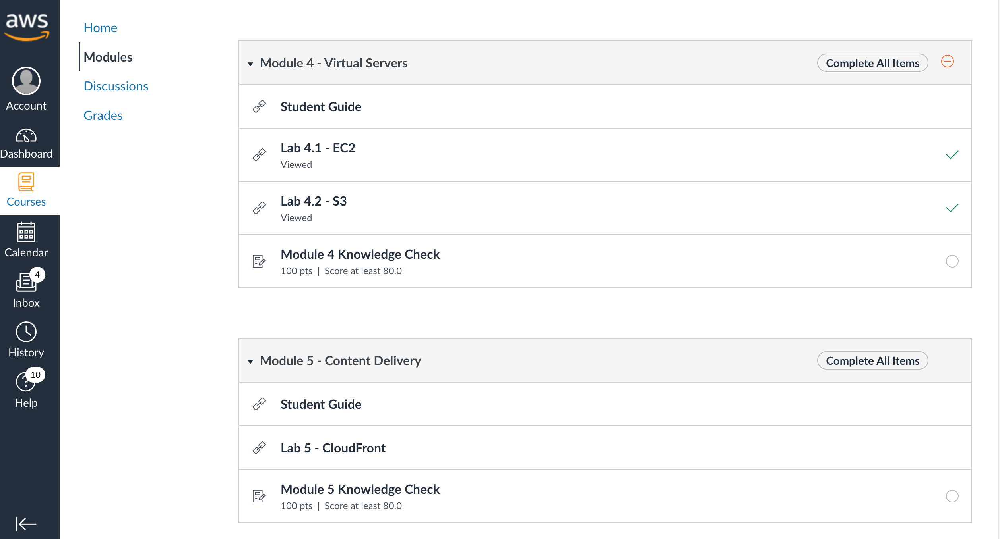 aws
Account
Dashboard
Courses
Calendar
4
Inbox
History
10
Help
Home
Modules
Discussions
Grades
Module 4 - Virtual Servers
Complete All Items
Student Guide
Lab 4.1 - EC2
Viewed
Lab 4.2 - S3
Viewed
Module 4 Knowledge Check
100 pts | Score at least 80.0
Module 5 - Content Delivery
Complete All Items
Student Guide
Lab 5 - CloudFront
Module 5 Knowledge Check
100 pts | Score at least 80.0